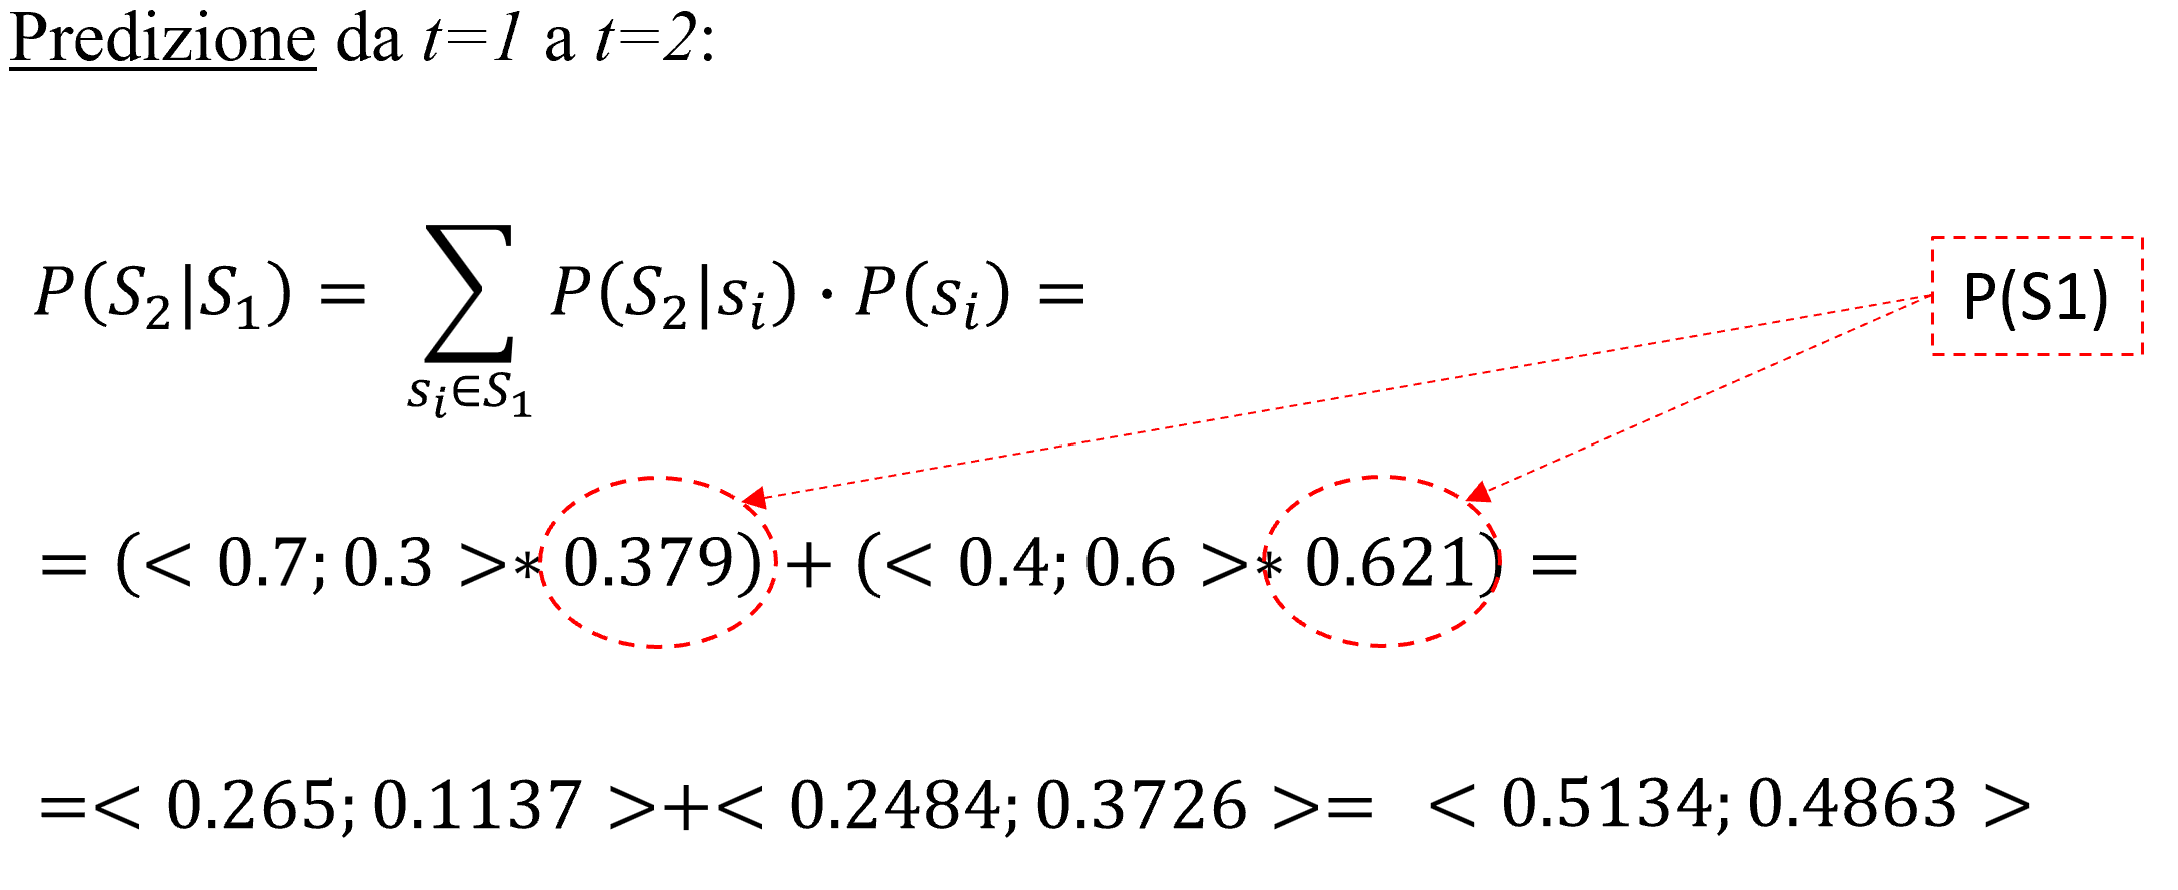 Predizione da t=1 a t=2:
P(S₂|S₁) = ∑ P(S₂|sᵢ) · P(sᵢ) =
sᵢ∈S₁
P(S1)
= (< 0.7; 0.3 >∗ 0.379) + (< 0.4; 0.6 >∗ 0.621) =
=< 0.265; 0.1137 >+< 0.2484; 0.3726 >= < 0.5134; 0.4863 >